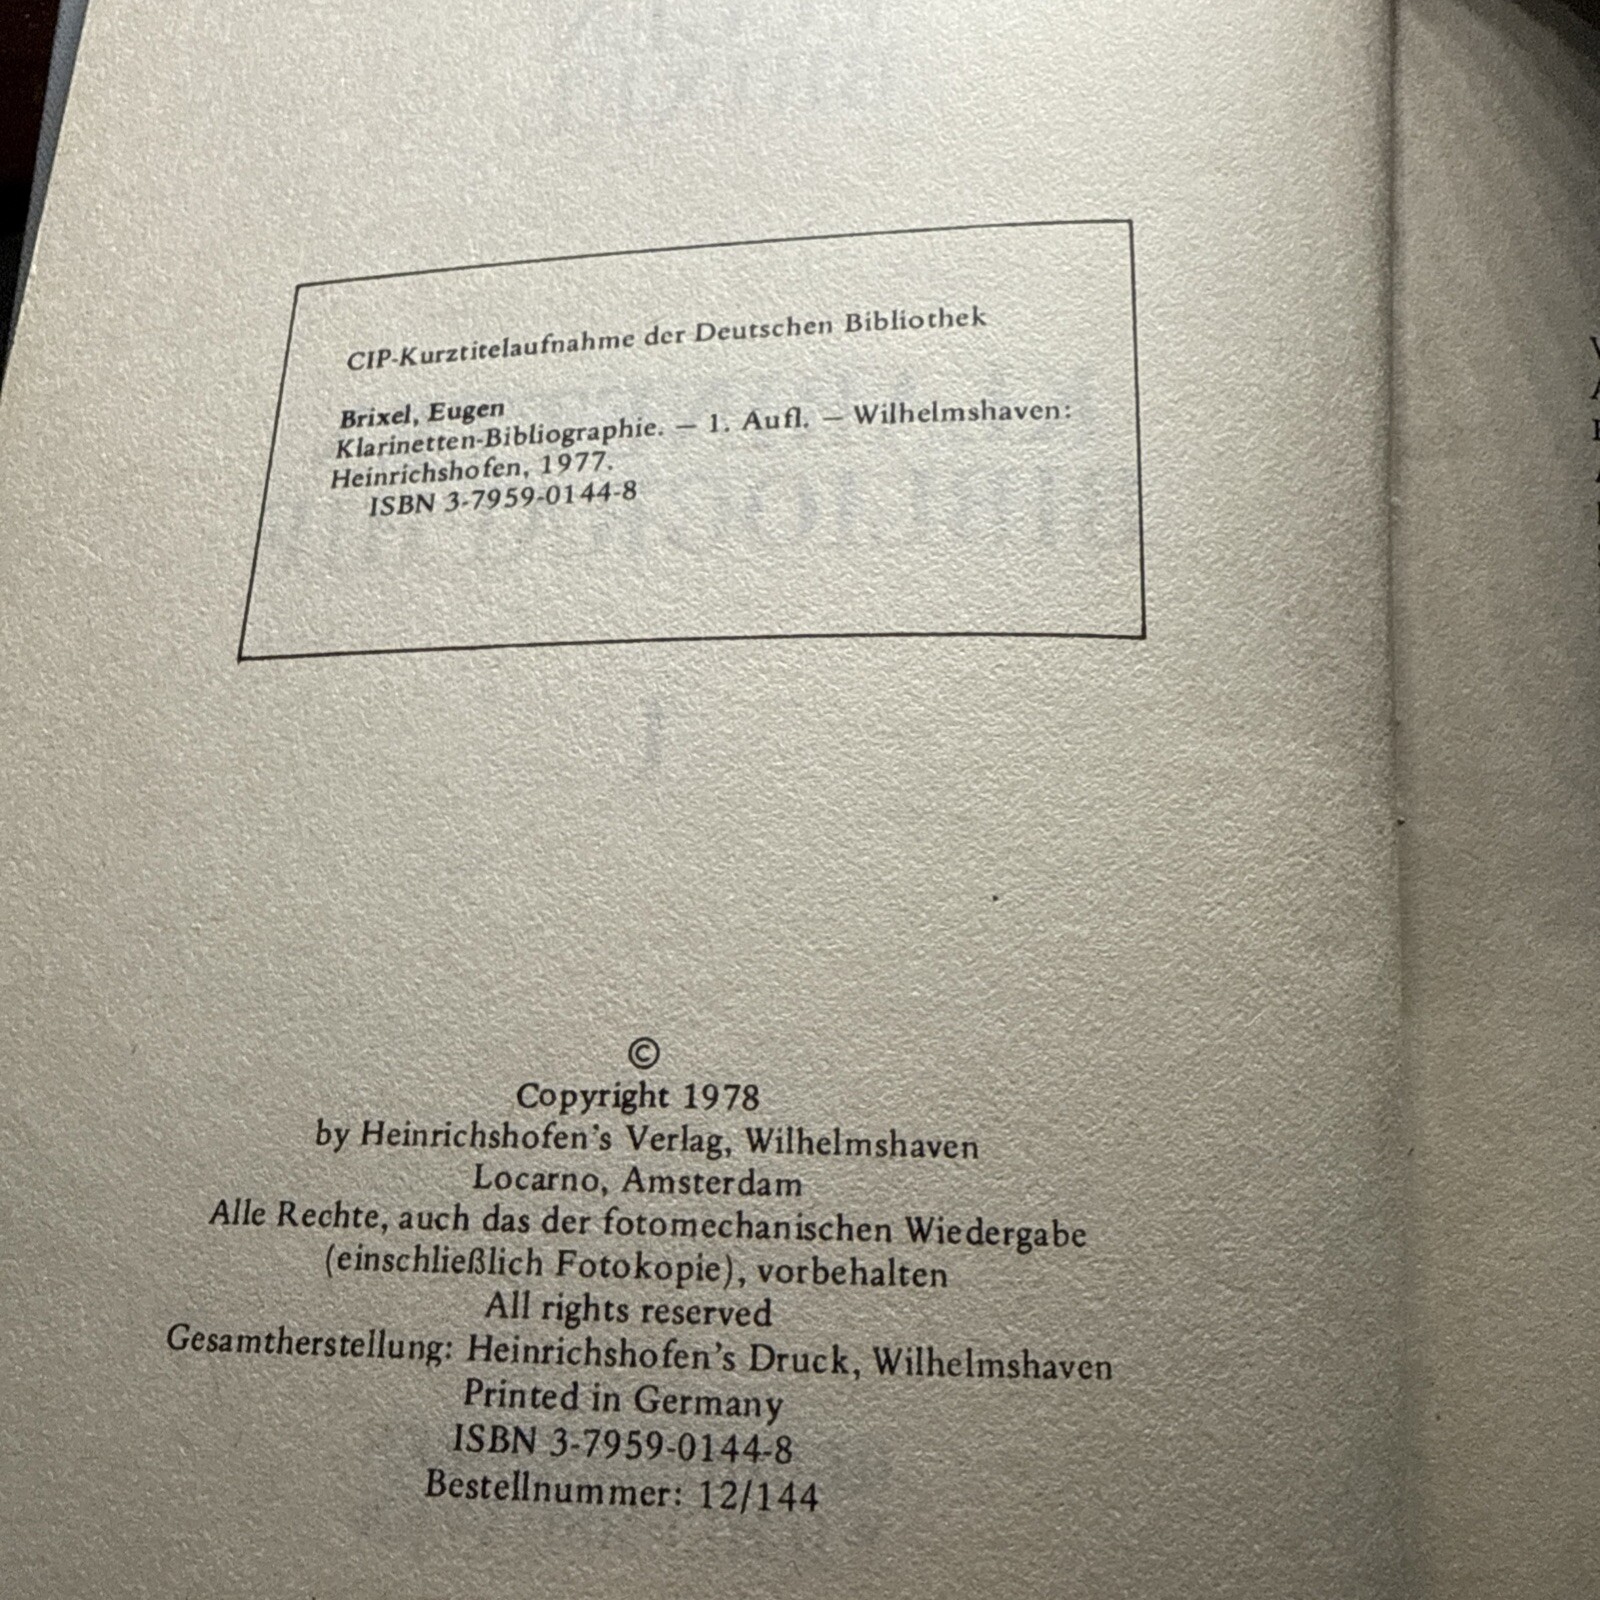 CIP-Kurztitelaufnahme der Deutschen Bibliothek
Brixel, Eugen
Klarinetten-Bibliographie. – 1. Aufl. – Wilhelmshaven:
Heinrichshofen, 1977.
ISBN 3-7959-0144-8
©
Copyright 1978
by Heinrichshofen's Verlag, Wilhelmshaven
Locarno, Amsterdam
Alle Rechte, auch das der fotomechanischen Wiedergabe
(einschließlich Fotokopie), vorbehalten
All rights reserved
Gesamtherstellung: Heinrichshofen's Druck, Wilhelmshaven
Printed in Germany
ISBN 3-7959-0144-8
Bestellnummer: 12/144